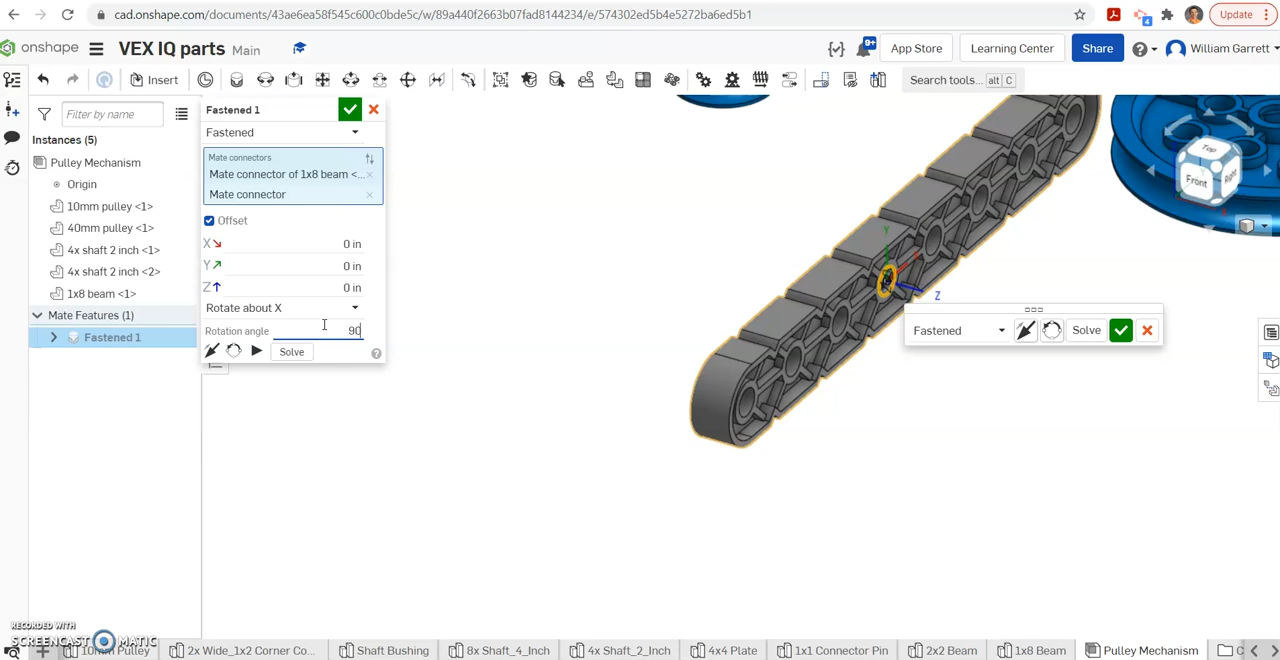 cad.onshape.com/documents/43ae6ea58f545c600c0bde5c/w/69a440f2663b07fad8144234/e/574302ed5b4e5272ba6ed5b1
4
Update
onshape
VEX IQ parts Main
9+
App Store
Learning Center
Share
William Garrett
Insert
Search tools... alt C
Filter by name
Instances (5)
Pulley Mechanism
Origin
10mm pulley <1>
40mm pulley <1>
4x shaft 2 inch <1>
4x shaft 2 inch <2>
1x8 beam <1>
Mate Features (1)
Fastened 1
Fastened 1
Fastened
Mate connectors
Mate connector of 1x8 beam <...
Mate connector
Offset
X 0 in
Y 0 in
Z 0 in
Rotate about X
Rotation angle 90
Solve
Y
Z
Top
Front
Right
Fastened
Solve
RECORDED WITH
SCREENCAST MATIC
10mm Pulley
2x Wide_1x2 Corner Co...
Shaft Bushing
8x Shaft_4_Inch
4x Shaft_2_Inch
4x4 Plate
1x1 Connector Pin
2x2 Beam
1x8 Beam
Pulley Mechanism